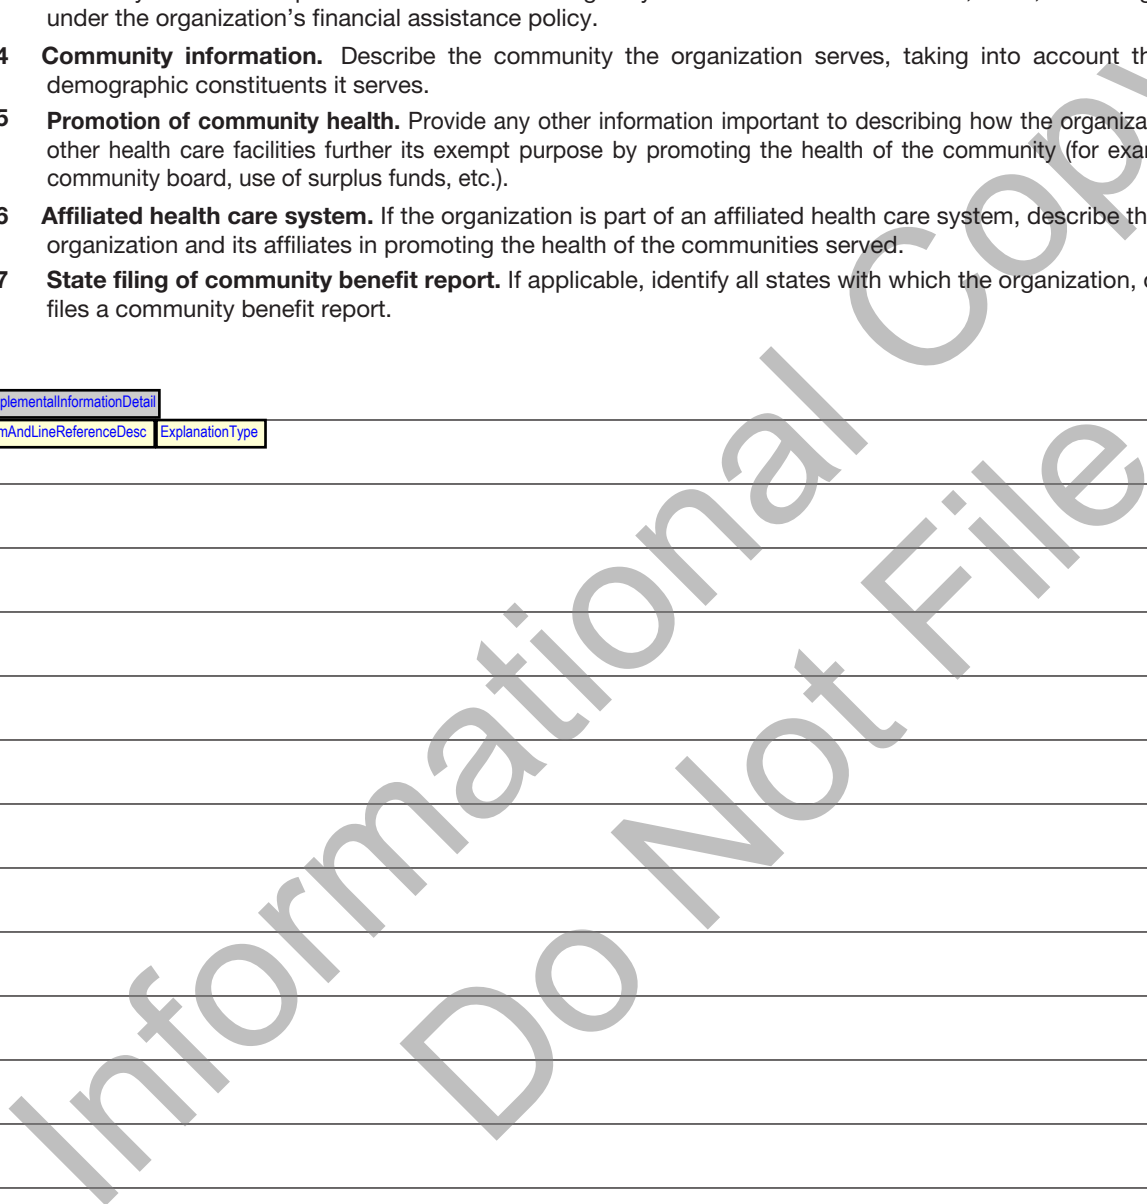 under the organization's financial assistance policy.
4 Community information. Describe the community the organization serves, taking into account
demographic constituents it serves.
5 Promotion of community health. Provide any other information important to describing how the
other health care facilities further its exempt purpose by promoting the health of the community (for
community board, use of surplus funds, etc.).
6 Affiliated health care system. If the organization is part of an affiliated health care system, describe
organization and its affiliates in promoting the health of the communities served.
7 State filing of community benefit report. If applicable, identify all states with which the organization,
files a community benefit report.
plementalInformationDetail
mAndLineReferenceDesc ExplanationType
Informational Copy
Do Not File